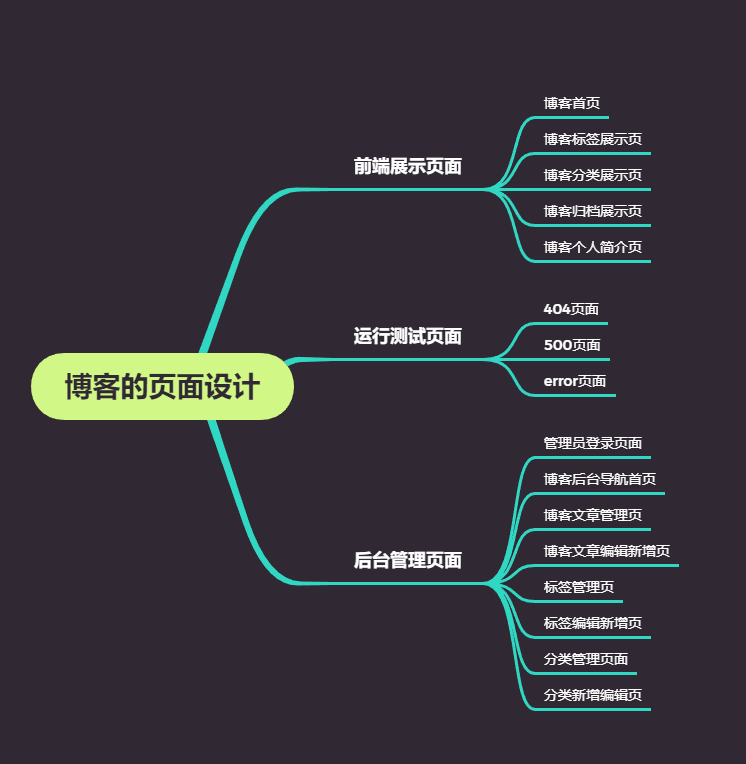 博客的页面设计
前端展示页面
博客首页
博客标签展示页
博客分类展示页
博客归档展示页
博客个人简介页
运行测试页面
404页面
500页面
error页面
后台管理页面
管理员登录页面
博客后台导航首页
博客文章管理页
博客文章编辑新增页
标签管理页
标签编辑新增页
分类管理页面
分类新增编辑页